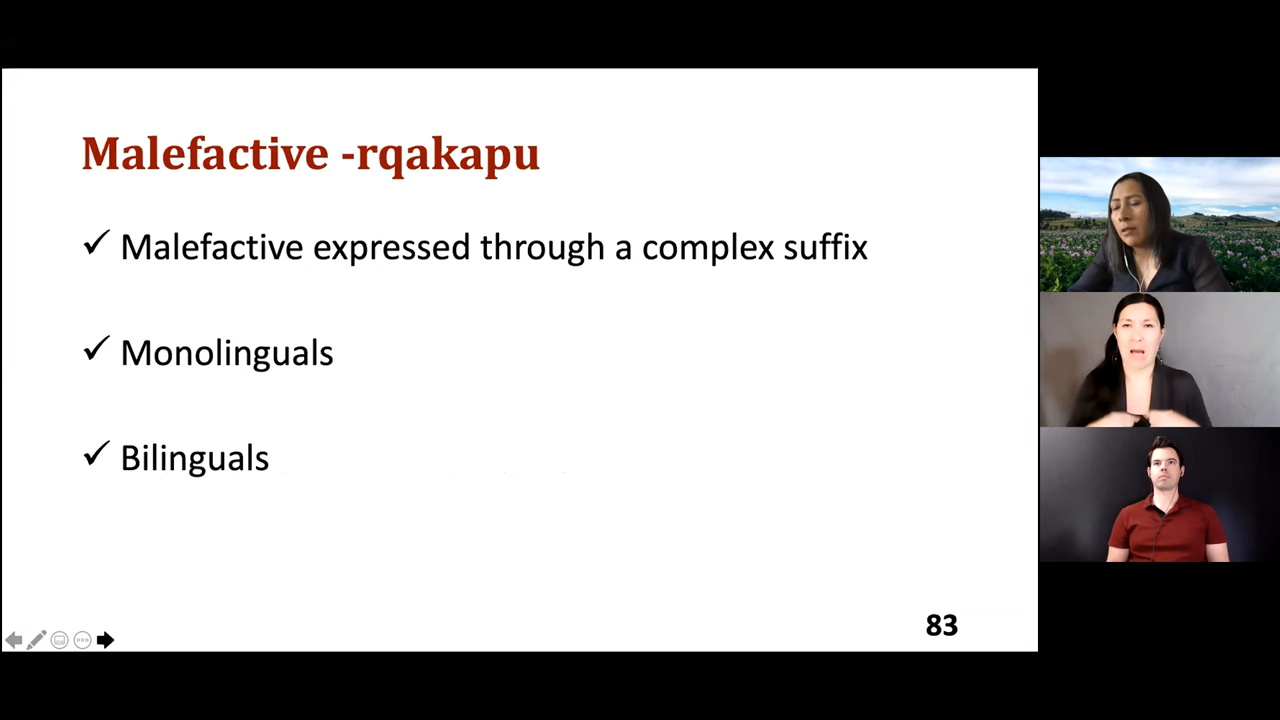 Malefactive -rqakapu
✓ Malefactive expressed through a complex suffix
✓ Monolinguals
✓ Bilinguals
83